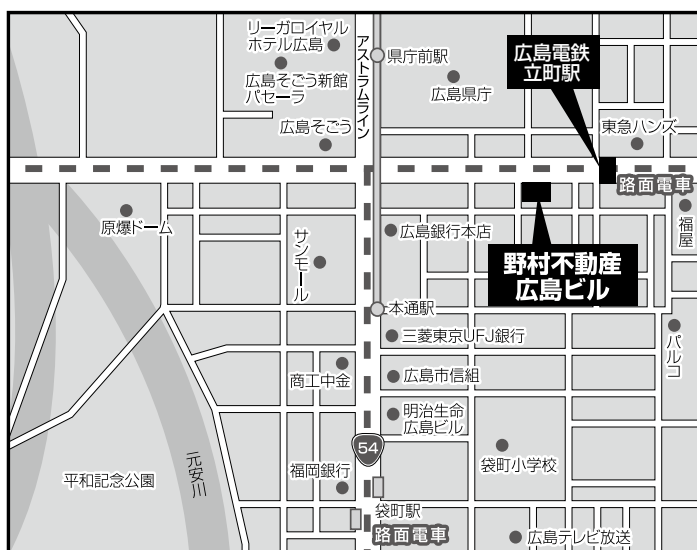 リーガロイヤル
ホテル広島
アストラムライン
県庁前駅
広島電鉄
立町駅
広島そごう新館
パセーラ
広島県庁
広島そごう
東急ハンズ
路面電車
原爆ドーム
サンモール
広島銀行本店
福屋
野村不動産
広島ビル
本通駅
三菱東京UFJ銀行
パルコ
商工中金
広島市信組
明治生命
広島ビル
54
袋町小学校
福岡銀行
平和記念公園
元安川
袋町駅
路面電車
広島テレビ放送